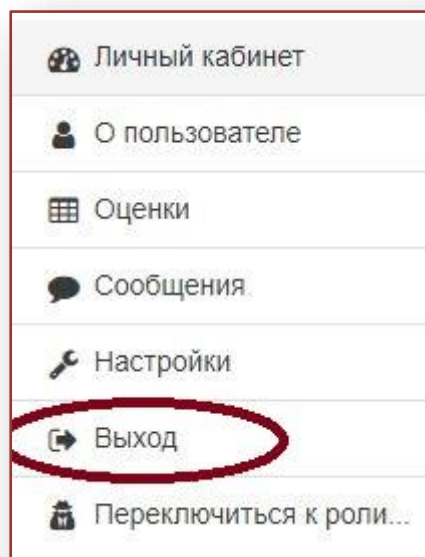 Личный кабинет
О пользователе
Оценки
Сообщения
Настройки
Выход
Переключиться к роли...